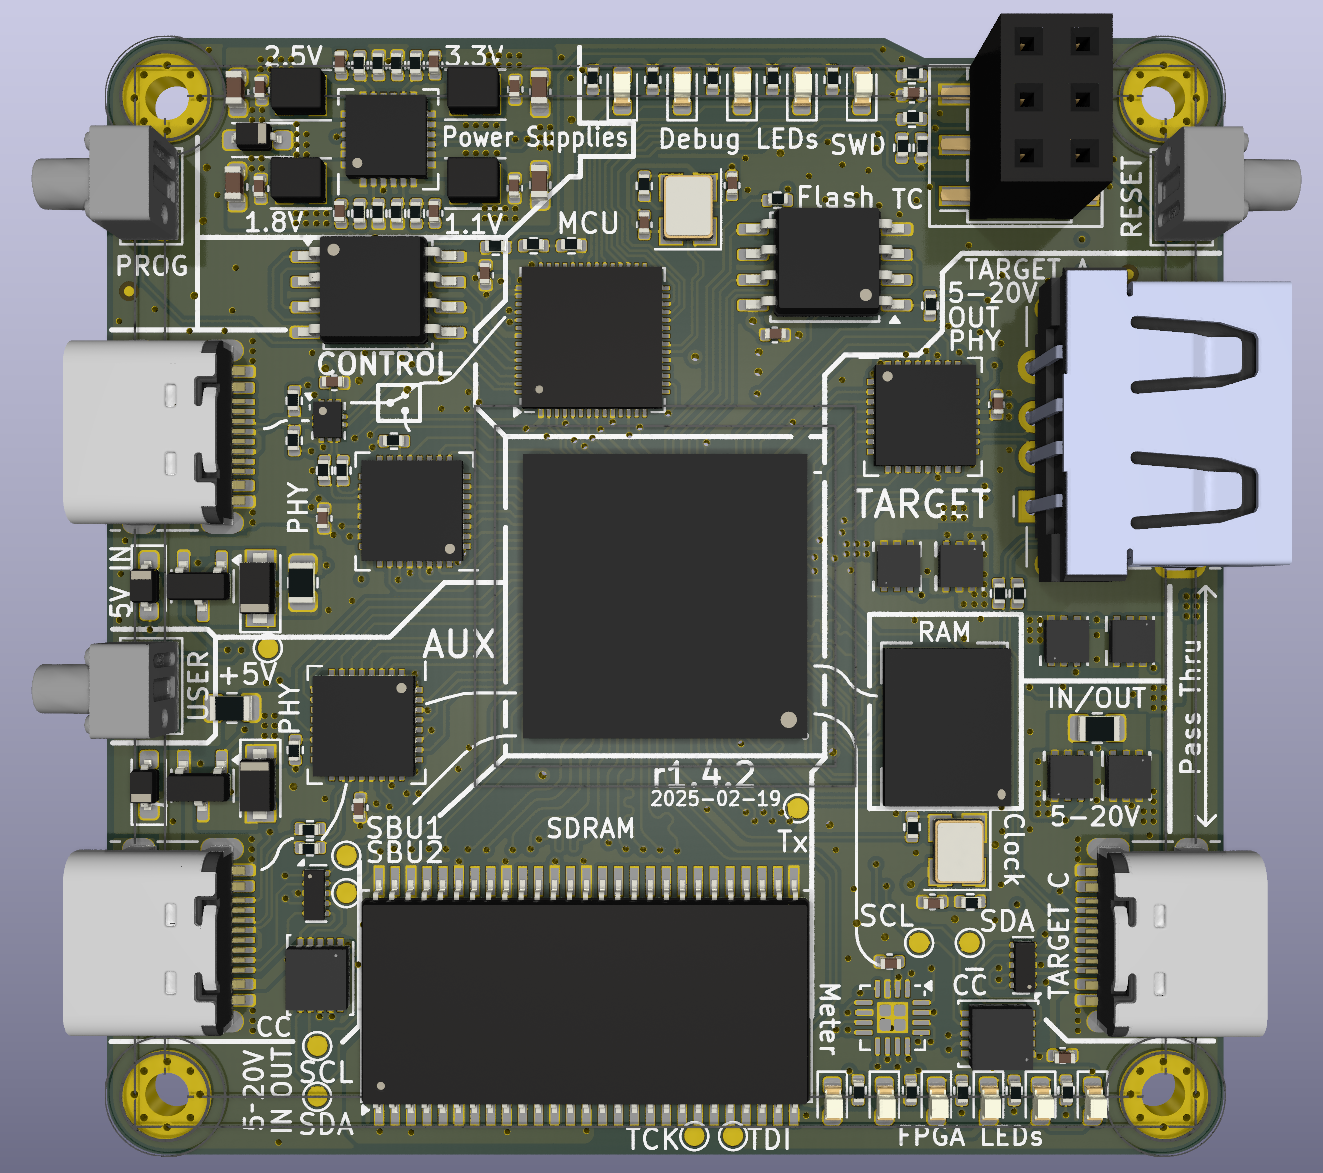 2.5V
3.3V
Power Supplies
Debug LEDs
SWD
1.8V
1.1V
MCU
Flash
TC
RESET
PROG
TARGET A
5-20V
OUT
PHY
CONTROL
PHY
TARGET
5V IN
AUX
RAM
USER
+5V
PHY
IN/OUT
Pass Thru
r1.4.2
2025-02-19
5-20V
SBU1
SBU2
SDRAM
Tx
Clock
SCL
SDA
TARGET C
CC
Meter
CC
5-20V
IN OUT
SCL
SDA
TCK
TDI
FPGA LEDs